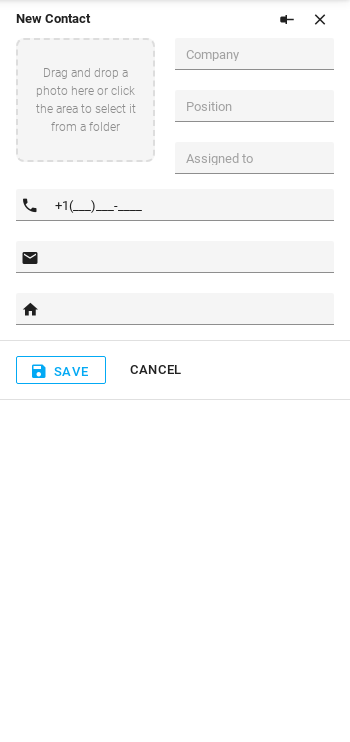 New Contact
Drag and drop a
photo here or click
the area to select it
from a folder
Company
Position
Assigned to
+1(___)___-____
SAVE
CANCEL